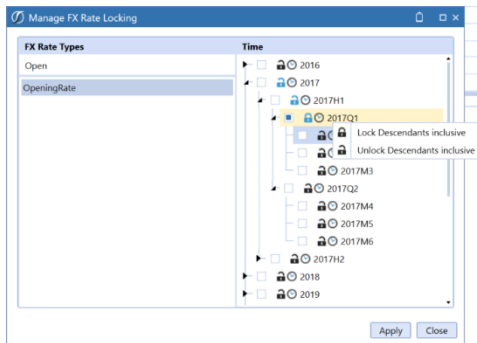 Manage FX Rate Locking
FX Rate Types
Time
Open
OpeningRate
2016
2017
2017H1
2017Q1
Lock Descendants inclusive
Unlock Descendants inclusive
2017M3
2017Q2
2017M4
2017M5
2017M6
2017H2
2018
2019
Apply
Close